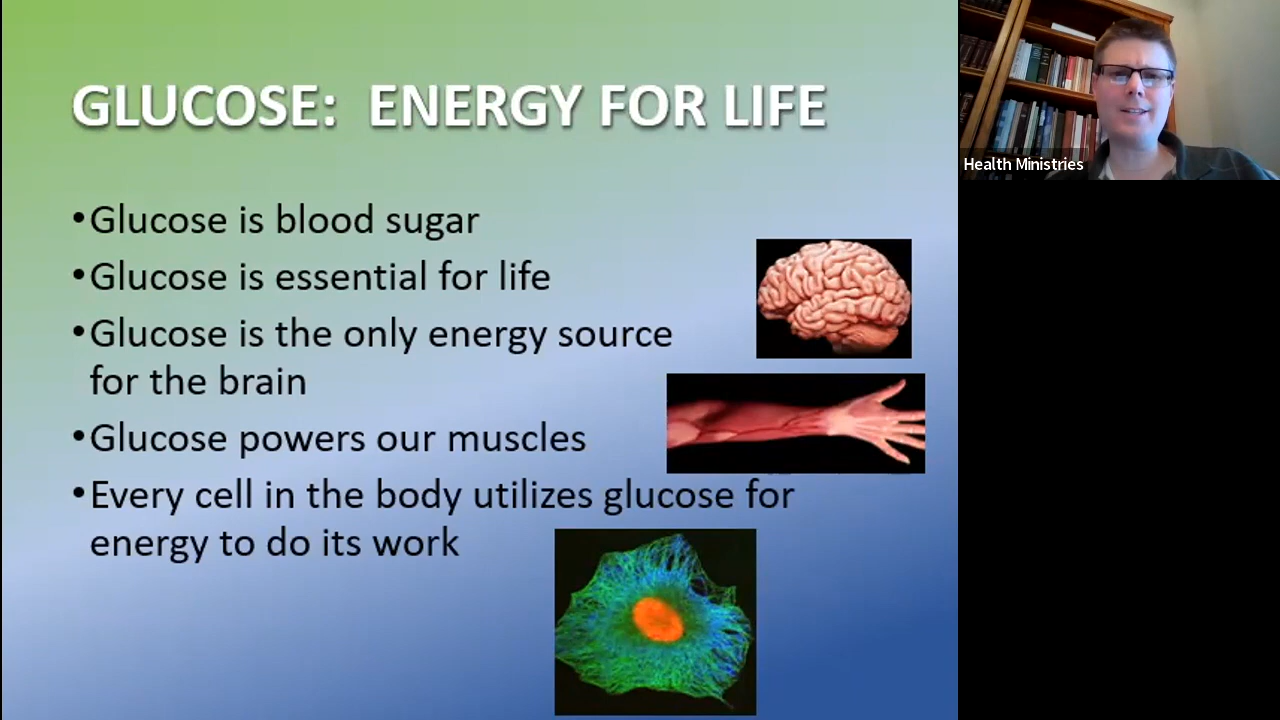 GLUCOSE: ENERGY FOR LIFE
•Glucose is blood sugar
•Glucose is essential for life
•Glucose is the only energy source
for the brain
•Glucose powers our muscles
•Every cell in the body utilizes glucose for
energy to do its work
Health Ministries